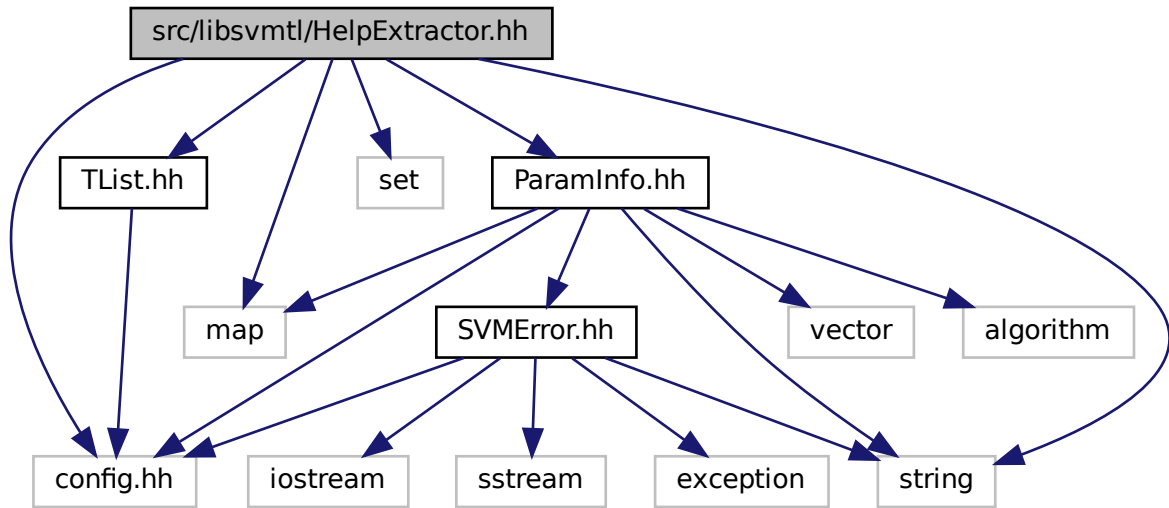 src/libsvmtl/HelpExtractor.hh
TList.hh
set
ParamInfo.hh
map
SVMError.hh
vector
algorithm
config.hh
iostream
sstream
exception
string